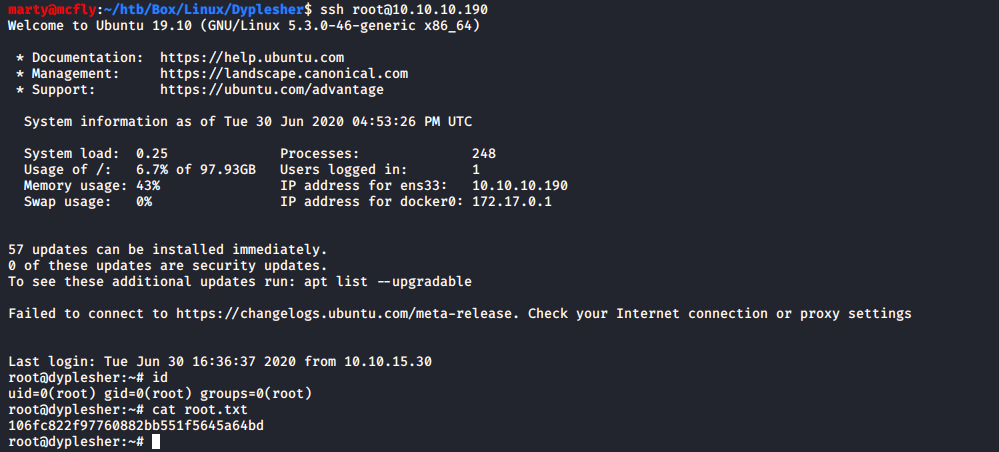 marty@mcfly:~/htb/Box/Linux/Dyplesher$ ssh root@10.10.10.190
Welcome to Ubuntu 19.10 (GNU/Linux 5.3.0-46-generic x86_64)
* Documentation:  https://help.ubuntu.com
* Management:     https://landscape.canonical.com
* Support:        https://ubuntu.com/advantage
System information as of Tue 30 Jun 2020 04:53:26 PM UTC
System load:  0.25              Processes:              248
Usage of /:   6.7% of 97.93GB   Users logged in:        1
Memory usage: 43%               IP address for ens33:   10.10.10.190
Swap usage:   0%                IP address for docker0: 172.17.0.1
57 updates can be installed immediately.
0 of these updates are security updates.
To see these additional updates run: apt list --upgradable
Failed to connect to https://changelogs.ubuntu.com/meta-release. Check your Internet connection or proxy settings
Last login: Tue Jun 30 16:36:37 2020 from 10.10.15.30
root@dyplesher:~# id
uid=0(root) gid=0(root) groups=0(root)
root@dyplesher:~# cat root.txt
106fc822f97760882bb551f5645a64bd
root@dyplesher:~#